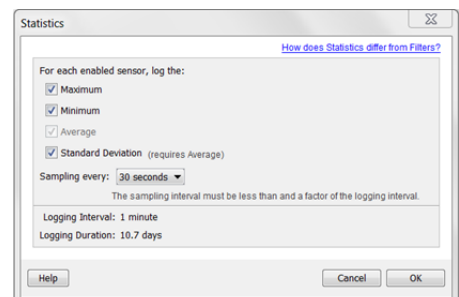 Statistics
How does Statistics differ from Filters?
For each enabled sensor, log the:
Maximum
Minimum
Average
Standard Deviation (requires Average)
Sampling every: 30 seconds
The sampling interval must be less than and a factor of the logging interval.
Logging Interval: 1 minute
Logging Duration: 10.7 days
Help Cancel OK